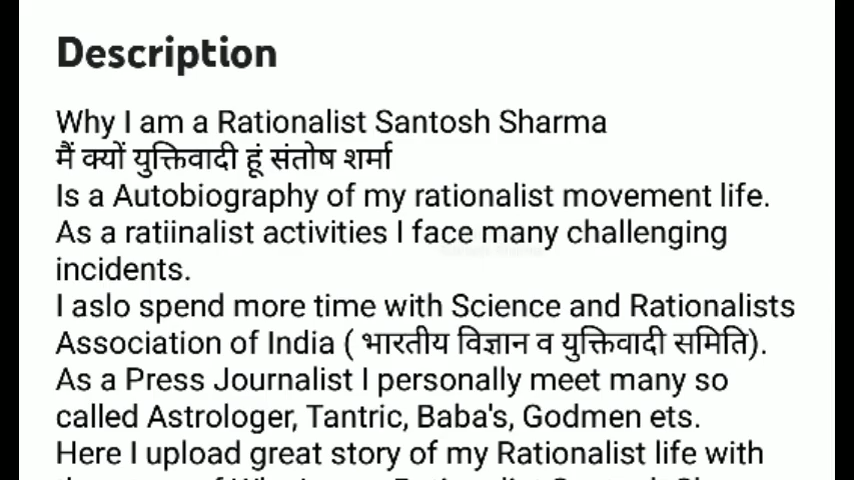 Description
Why I am a Rationalist Santosh Sharma
मैं क्यों युक्तिवादी हूं संतोष शर्मा
Is a Autobiography of my rationalist movement life.
As a ratiinalist activities I face many challenging
incidents.
I aslo spend more time with Science and Rationalists
Association of India ( भारतीय विज्ञान व युक्तिवादी समिति).
As a Press Journalist I personally meet many so
called Astrologer, Tantric, Baba's, Godmen ets.
Here I upload great story of my Rationalist life with